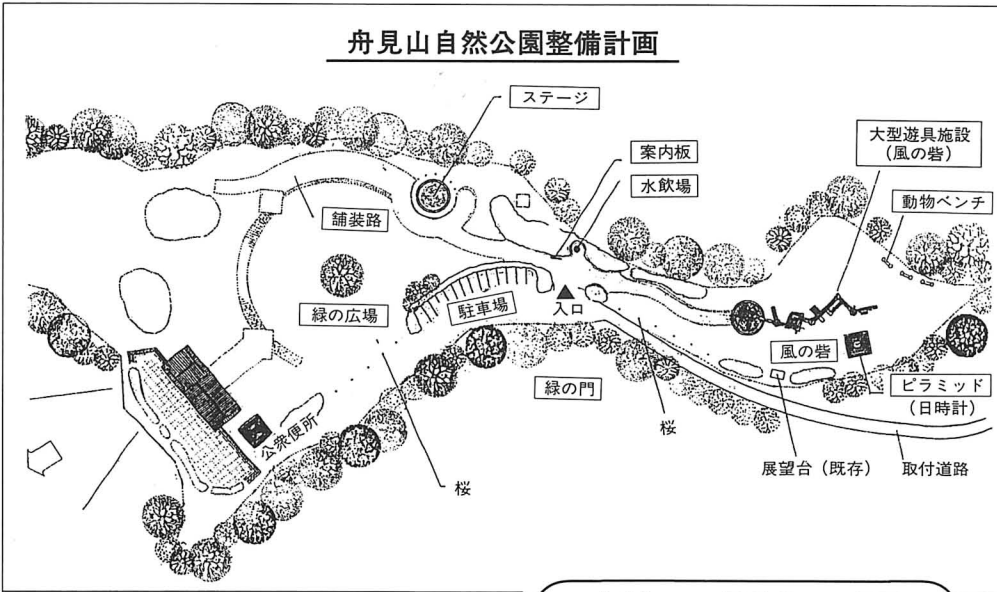 舟見山自然公園整備計画
ステージ
案内板
水飲場
大型遊具施設
(風の砦)
動物ベンチ
舗装路
緑の広場
駐車場
入口
風の砦
緑の門
ピラミッド
(日時計)
公衆便所
桜
桜
展望台(既存)
取付道路